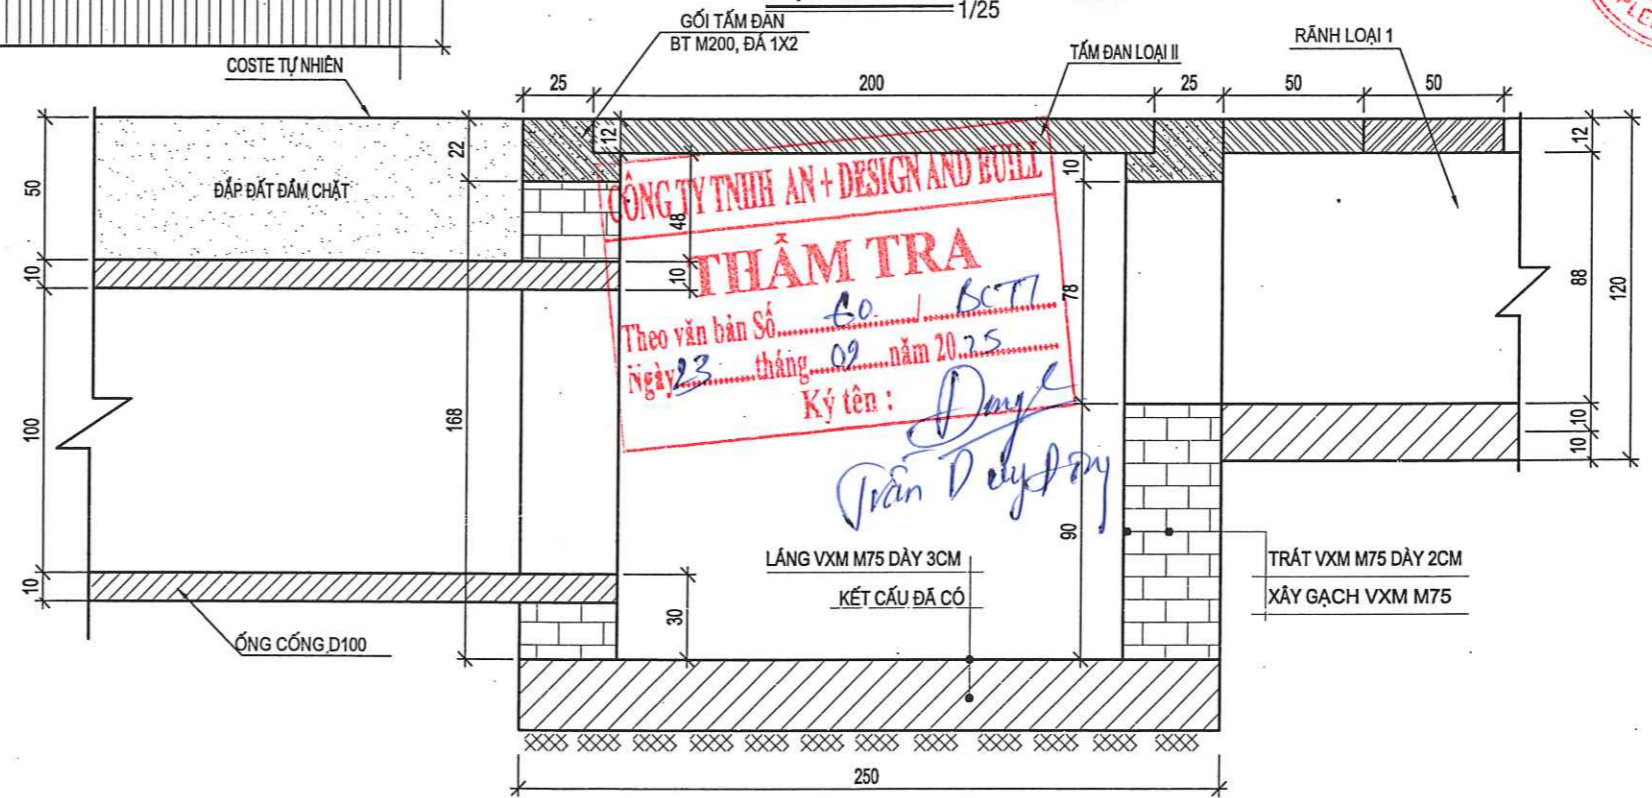 1/25
GỐI TẤM ĐAN
BT M200, ĐÁ 1X2
COSTE TỰ NHIÊN
TẤM ĐAN LOẠI II
RÃNH LOẠI 1
25
200
25
50
50
50
22
12
10
12
ĐẮP ĐẤT ĐẦM CHẶT
CÔNG TY TNHH AN + DESIGN AND BUILL
48
10
10
THẨM TRA
78
88
120
Theo văn bản Số / BCTT
Ngày 23 tháng 09 năm 2025
Ký tên :
Trần Duy Đông
100
168
10
10
90
LÁNG VXM M75 DÀY 3CM
KẾT CẤU ĐÃ CÓ
TRÁT VXM M75 DÀY 2CM
XÂY GẠCH VXM M75
10
30
ỐNG CỐNG D100
250